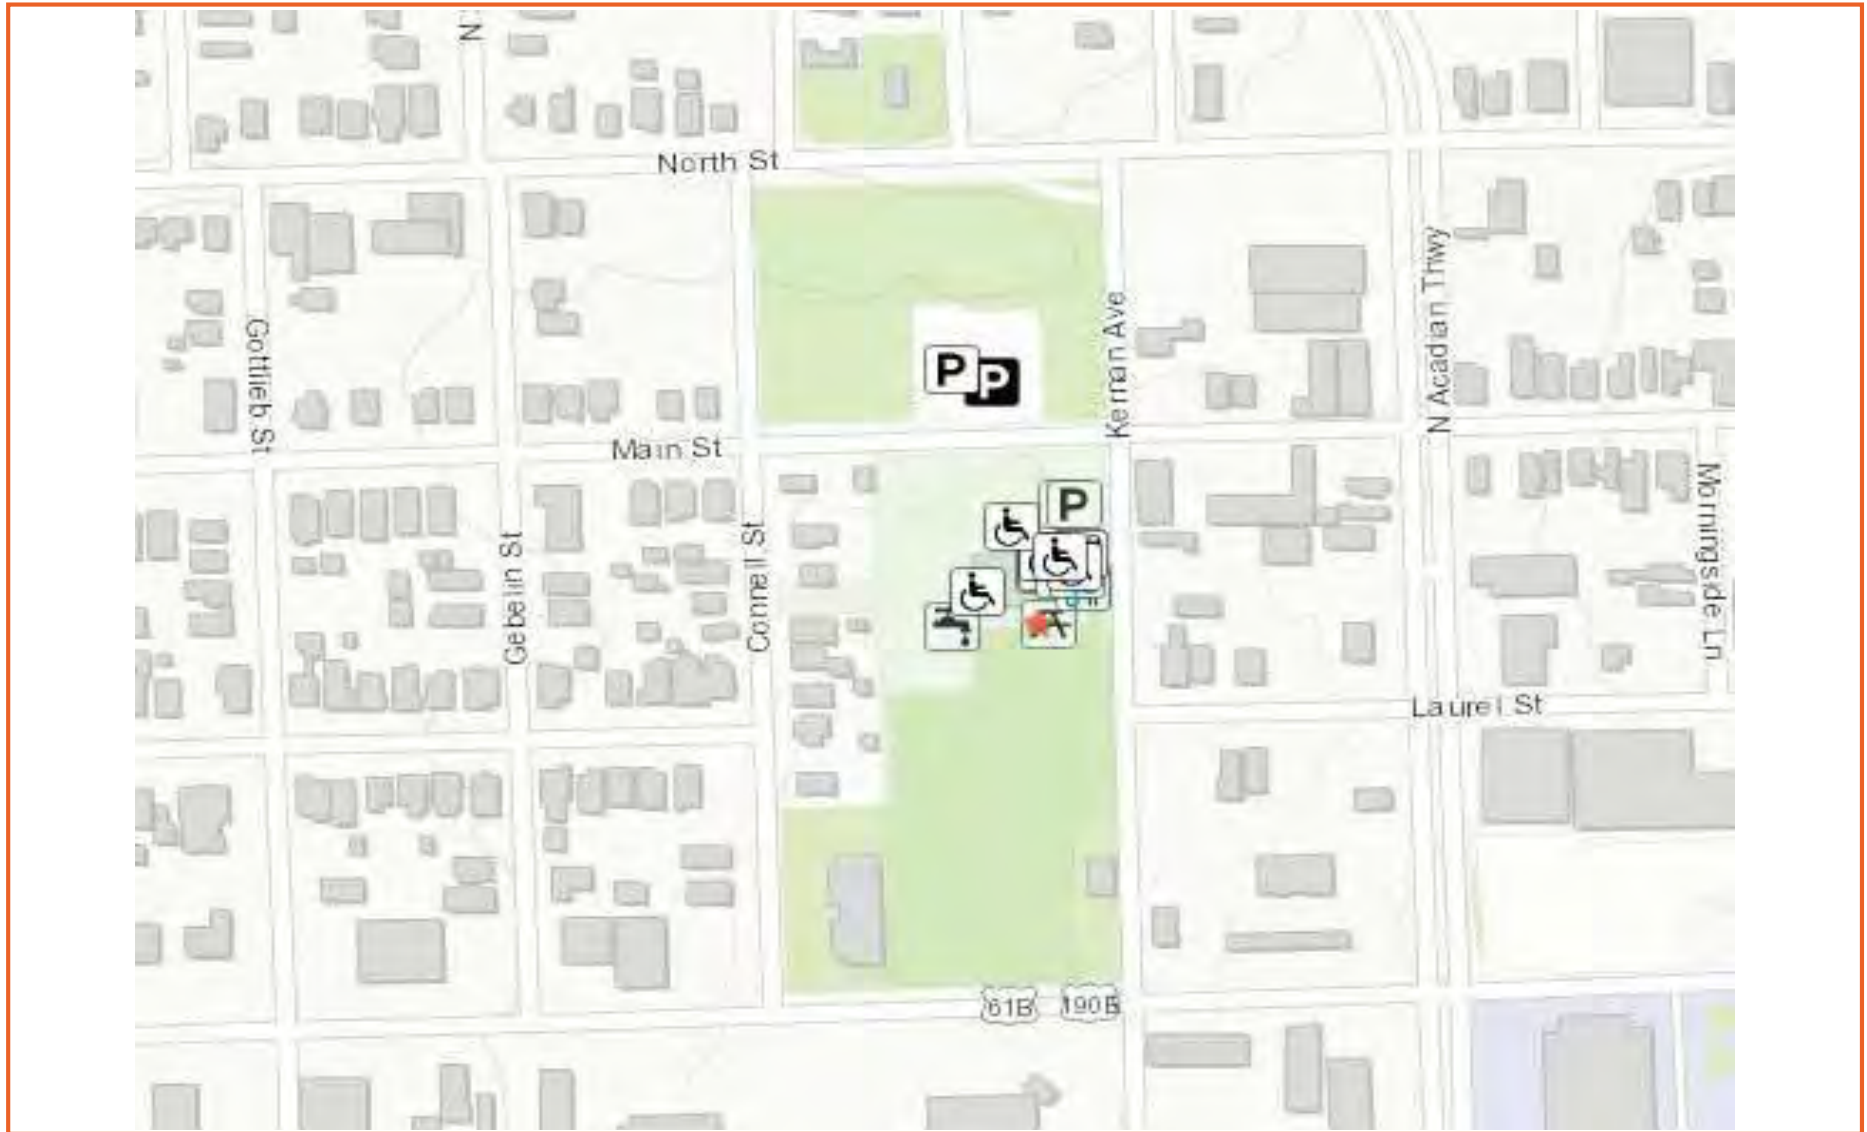 N
North St
Gottlieb St
Kernan Ave
N Acadian Thwy
P
P
Main St
Morningside Ln
P
Gebelin St
Connell St
Laurel St
61B
190B